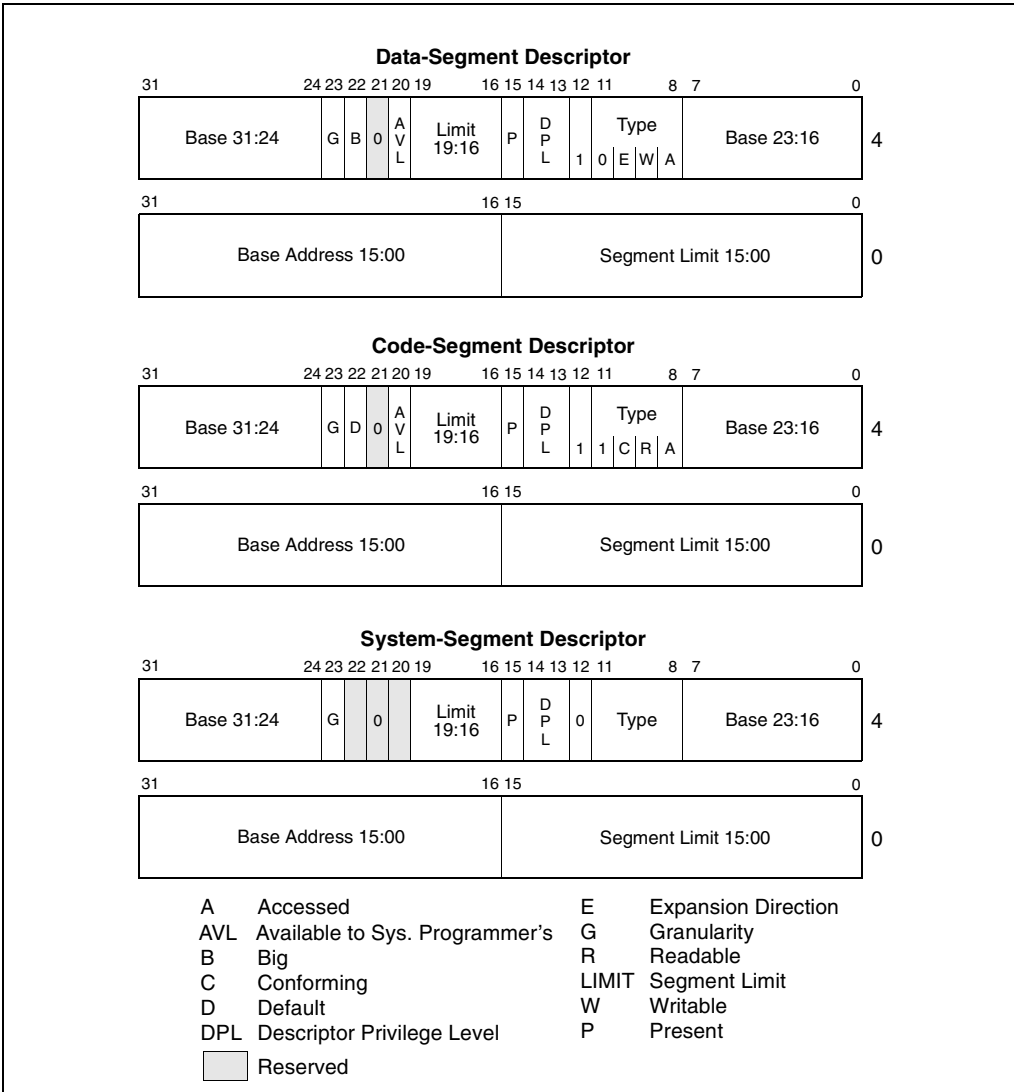 Data-Segment Descriptor
31 24 23 22 21 20 19 16 15 14 13 12 11 8 7 0
Base 31:24 G B 0 AVL Limit 19:16 P DPL 1 Type 0 E W A Base 23:16 4
31 16 15 0
Base Address 15:00 Segment Limit 15:00 0
Code-Segment Descriptor
31 24 23 22 21 20 19 16 15 14 13 12 11 8 7 0
Base 31:24 G D 0 AVL Limit 19:16 P DPL 1 Type 1 C R A Base 23:16 4
31 16 15 0
Base Address 15:00 Segment Limit 15:00 0
System-Segment Descriptor
31 24 23 22 21 20 19 16 15 14 13 12 11 8 7 0
Base 31:24 G 0 Limit 19:16 P DPL 0 Type Base 23:16 4
31 16 15 0
Base Address 15:00 Segment Limit 15:00 0
A Accessed
AVL Available to Sys. Programmer's
B Big
C Conforming
D Default
DPL Descriptor Privilege Level
Reserved
E Expansion Direction
G Granularity
R Readable
LIMIT Segment Limit
W Writable
P Present